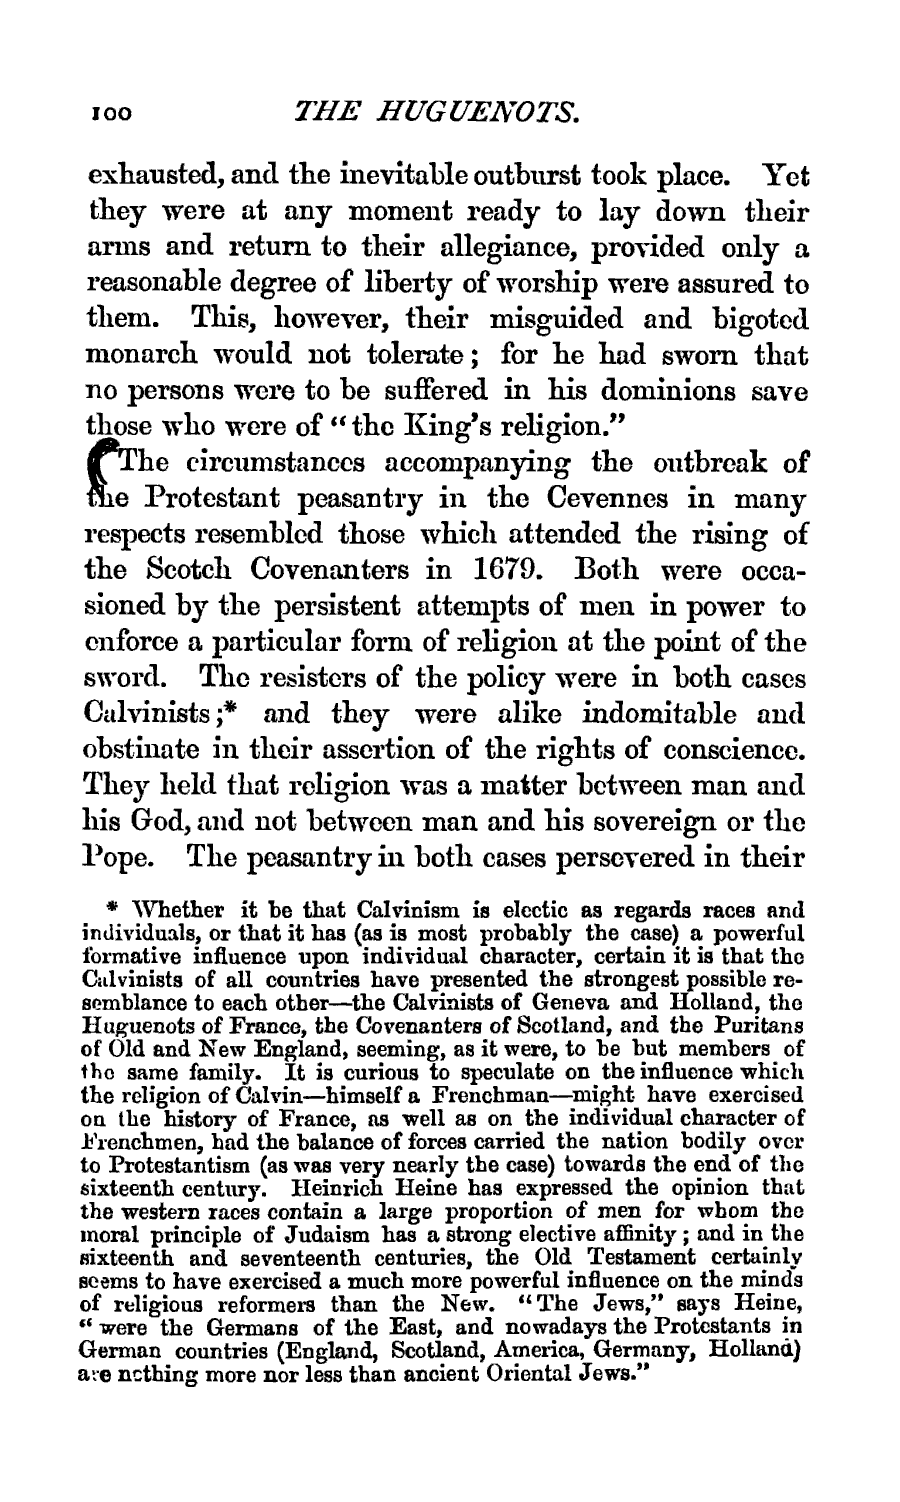 100 THE HUGUENOTS.
exhausted, and the inevitable outburst took place. Yet
they were at any moment ready to lay down their
arms and return to their allegiance, provided only a
reasonable degree of liberty of worship were assured to
them. This, however, their misguided and bigoted
monarch would not tolerate; for he had sworn that
no persons were to be suffered in his dominions save
those who were of "the King's religion."
The circumstances accompanying the outbreak of
the Protestant peasantry in the Cevennes in many
respects resembled those which attended the rising of
the Scotch Covenanters in 1679. Both were occa-
sioned by the persistent attempts of men in power to
enforce a particular form of religion at the point of the
sword. The resisters of the policy were in both cases
Calvinists;* and they were alike indomitable and
obstinate in their assertion of the rights of conscience.
They held that religion was a matter between man and
his God, and not between man and his sovereign or the
Pope. The peasantry in both cases persevered in their
* Whether it be that Calvinism is electic as regards races and
individuals, or that it has (as is most probably the case) a powerful
formative influence upon individual character, certain it is that the
Calvinists of all countries have presented the strongest possible re-
semblance to each other—the Calvinists of Geneva and Holland, the
Huguenots of France, the Covenanters of Scotland, and the Puritans
of Old and New England, seeming, as it were, to be but members of
the same family. It is curious to speculate on the influence which
the religion of Calvin—himself a Frenchman—might have exercised
on the history of France, as well as on the individual character of
Frenchmen, had the balance of forces carried the nation bodily over
to Protestantism (as was very nearly the case) towards the end of the
sixteenth century. Heinrich Heine has expressed the opinion that
the western races contain a large proportion of men for whom the
moral principle of Judaism has a strong elective affinity; and in the
sixteenth and seventeenth centuries, the Old Testament certainly
seems to have exercised a much more powerful influence on the minds
of religious reformers than the New. "The Jews," says Heine,
"were the Germans of the East, and nowadays the Protestants in
German countries (England, Scotland, America, Germany, Holland)
are nothing more nor less than ancient Oriental Jews."